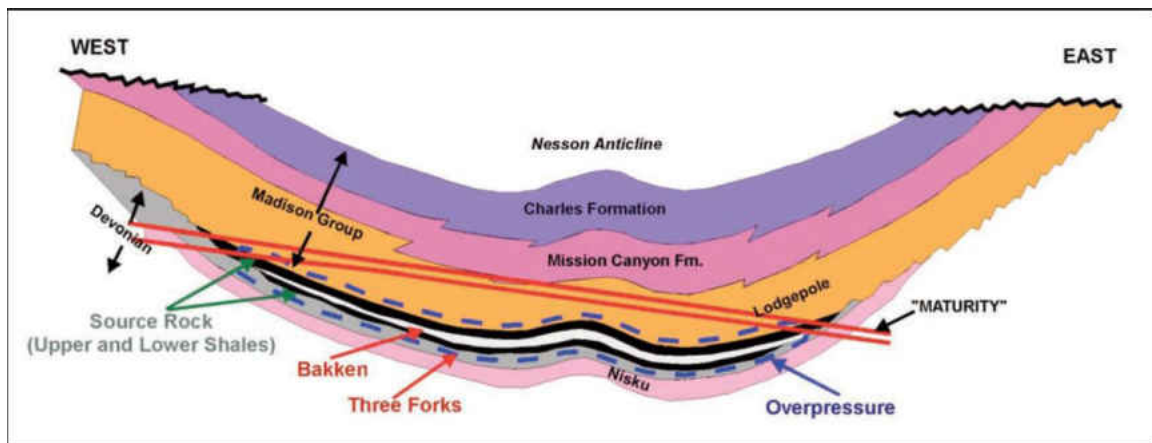 WEST
EAST
Nesson Anticline
Madison Group
Charles Formation
Devonian
Mission Canyon Fm.
Lodgepole
"MATURITY"
Source Rock
(Upper and Lower Shales)
Bakken
Nisku
Three Forks
Overpressure